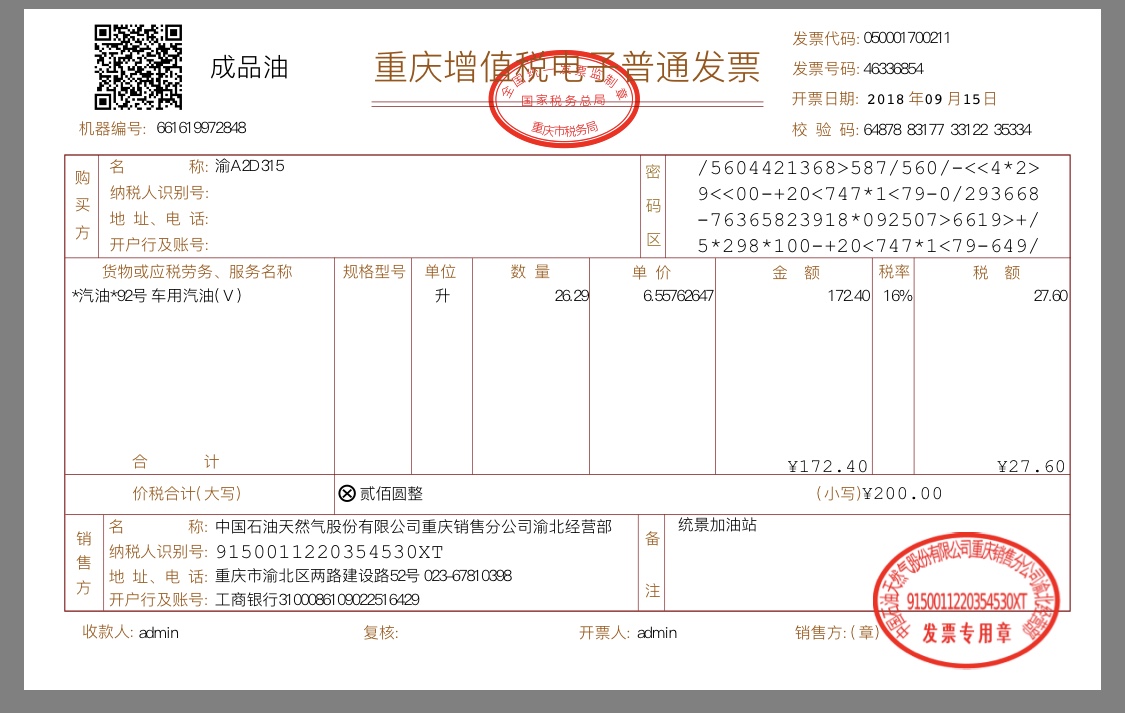 成品油
重庆增值税电子普通发票
全国统一发票监制章
国家税务总局
重庆市税务局
发票代码: 050001700211
发票号码: 46336854
开票日期: 2018 年09 月15日
校 验 码: 64878 83177 33122 35334
机器编号: 661619972848
购买方
名 称: 渝A2D315
纳税人识别号:
地 址、电 话:
开户行及账号:
密码区
/5604421368>587/560/-<<4*2>
9<<00-+20<747*1<79-0/293668
-76365823918*092507>6619>+/
5*298*100-+20<747*1<79-649/
货物或应税劳务、服务名称 规格型号 单位 数 量 单 价 金 额 税率 税 额
*汽油*92号 车用汽油(Ⅴ) 升 26.29 6.55762647 172.40 16% 27.60
合 计 ¥172.40 ¥27.60
价税合计(大写) ⊗贰佰圆整 (小写)¥200.00
销售方
名 称: 中国石油天然气股份有限公司重庆销售分公司渝北经营部
纳税人识别号: 9150011220354530XT
地 址、电 话: 重庆市渝北区两路建设路52号 023-67810398
开户行及账号: 工商银行3100086109022516429
备注
统景加油站
中国石油天然气股份有限公司重庆销售分公司渝北经营部
9150011220354530XT
发票专用章
收款人: admin 复核: 开票人: admin 销售方:(章)